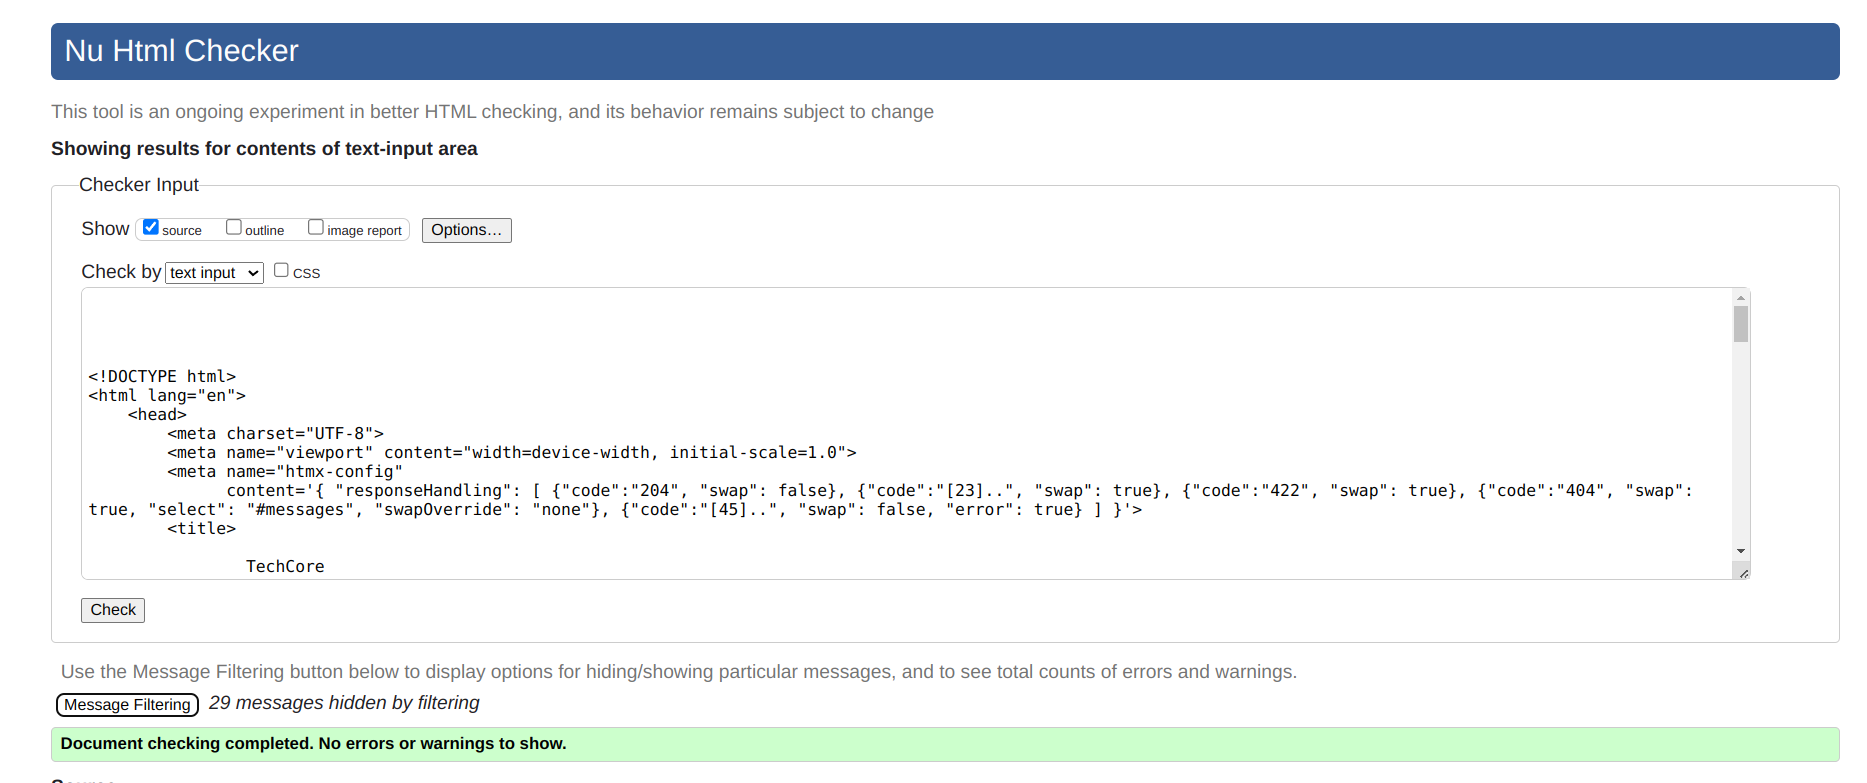 Nu Html Checker
This tool is an ongoing experiment in better HTML checking, and its behavior remains subject to change
Showing results for contents of text-input area
Checker Input
Show source outline image report Options...
Check by text input CSS
<!DOCTYPE html>
<html lang="en">
<head>
<meta charset="UTF-8">
<meta name="viewport" content="width=device-width, initial-scale=1.0">
<meta name="htmx-config"
content='{ "responseHandling": [ {"code":"204", "swap": false}, {"code":"[23]..", "swap": true}, {"code":"422", "swap": true}, {"code":"404", "swap":
true, "select": "#messages", "swapOverride": "none"}, {"code":"[45]..", "swap": false, "error": true} ] }'>
<title>
TechCore
Check
Use the Message Filtering button below to display options for hiding/showing particular messages, and to see total counts of errors and warnings.
Message Filtering 29 messages hidden by filtering
Document checking completed. No errors or warnings to show.